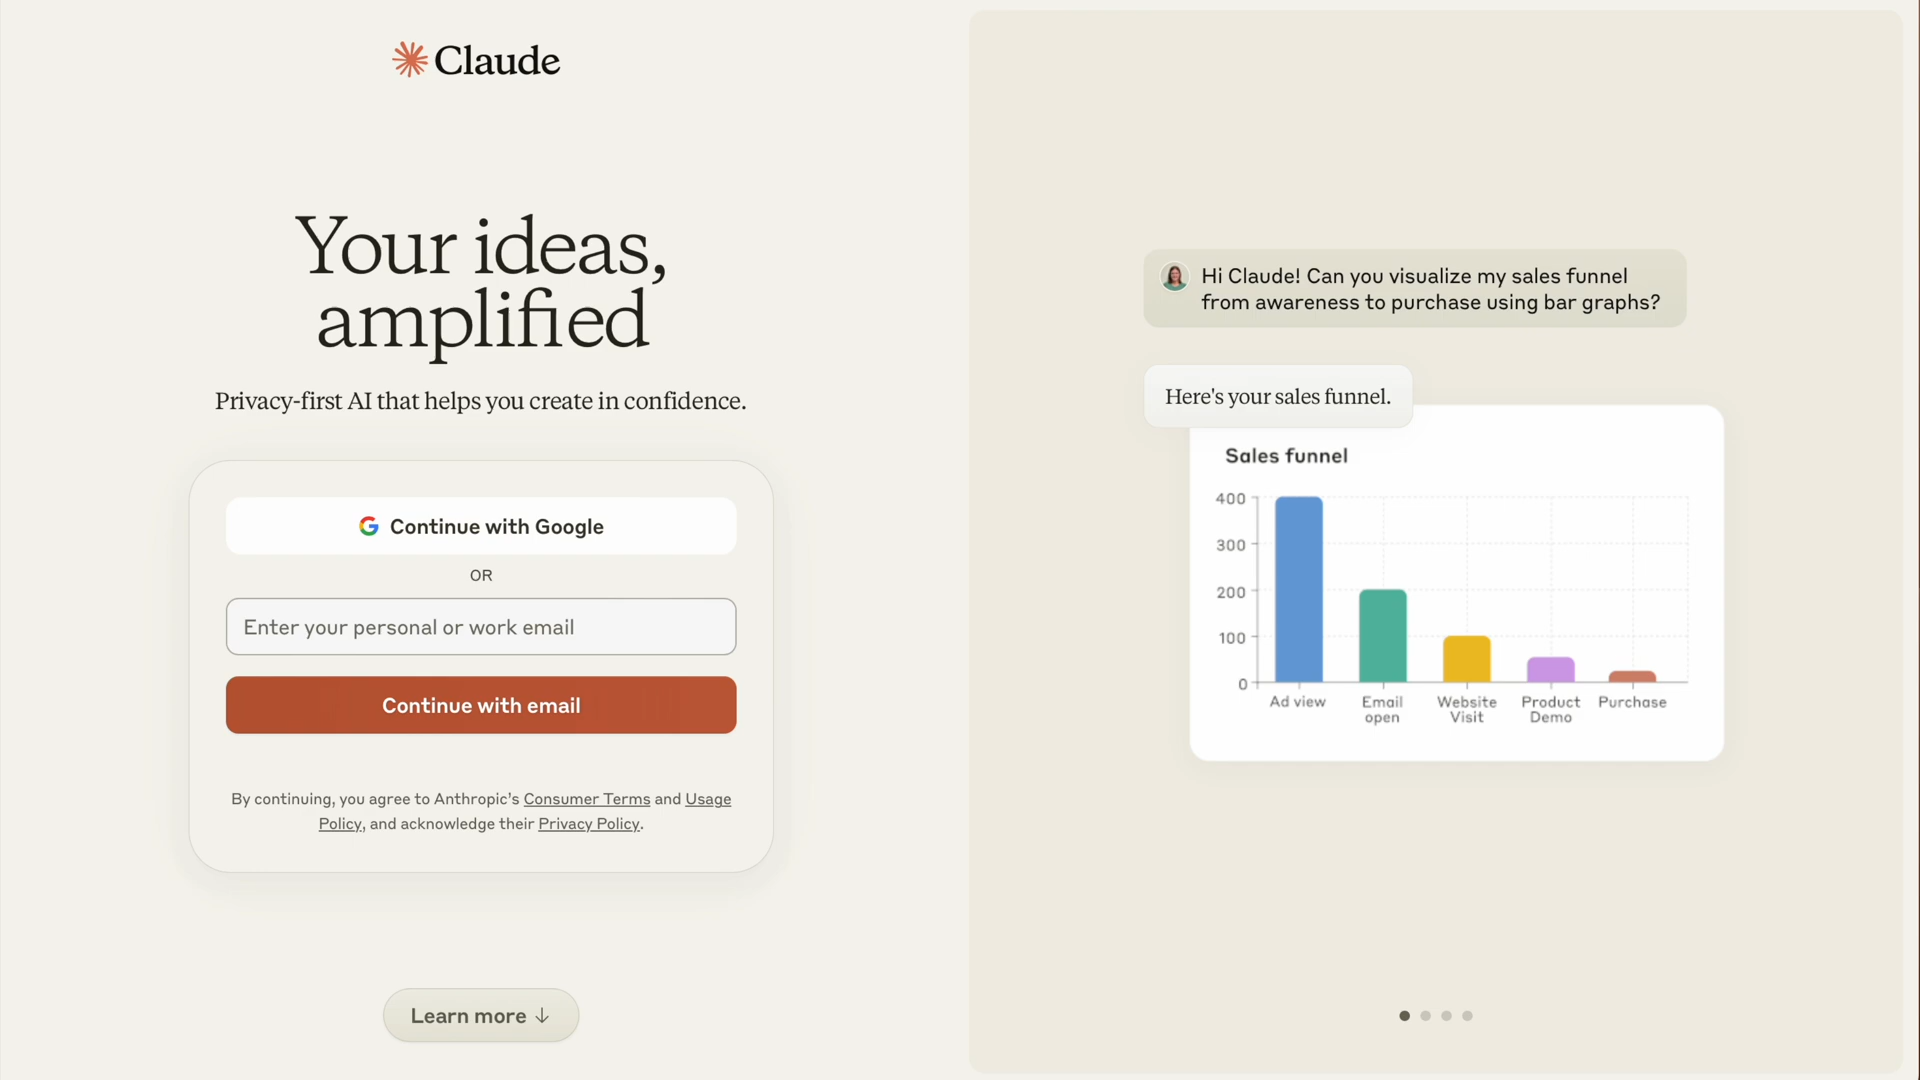 Claude
Your ideas,
amplified
Privacy-first AI that helps you create in confidence.
Continue with Google
OR
Enter your personal or work email
Continue with email
By continuing, you agree to Anthropic’s Consumer Terms and Usage
Policy, and acknowledge their Privacy Policy.
Learn more ↓
Hi Claude! Can you visualize my sales funnel
from awareness to purchase using bar graphs?
Here's your sales funnel.
Sales funnel
400
300
200
100
0
Ad view
Email
open
Website
Visit
Product
Demo
Purchase